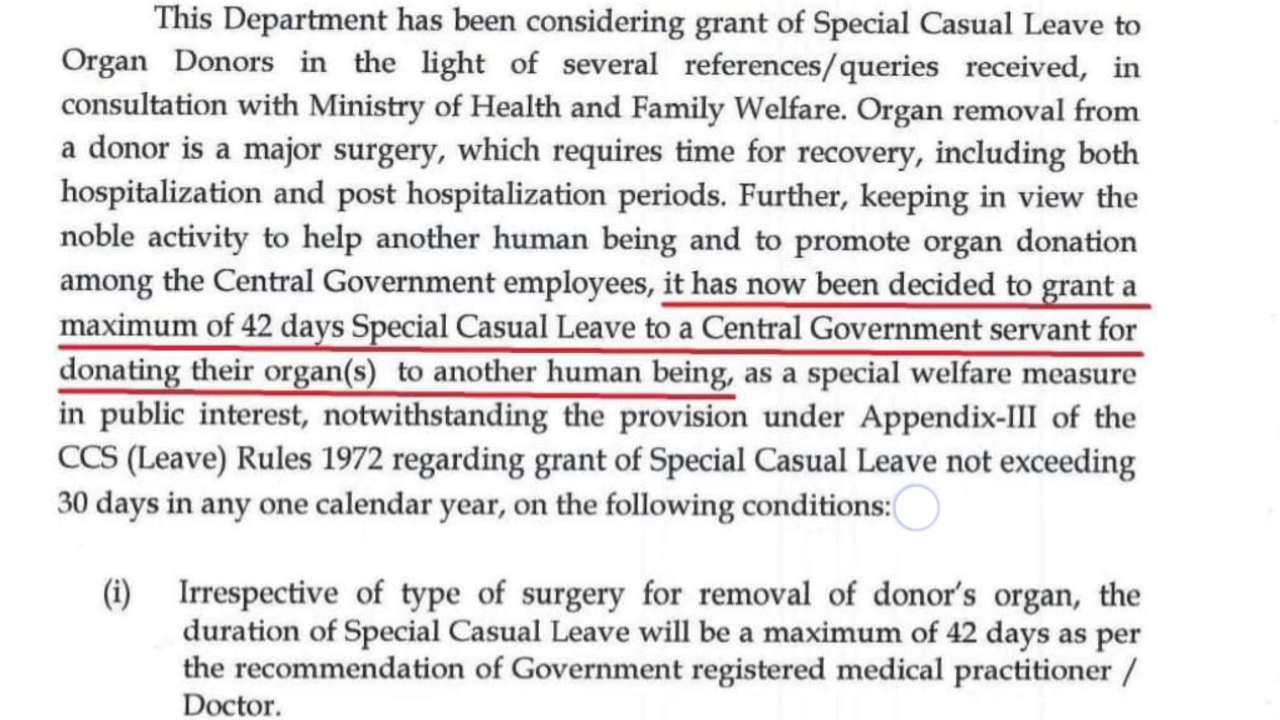 This Department has been considering grant of Special Casual Leave to
Organ Donors in the light of several references/queries received, in
consultation with Ministry of Health and Family Welfare. Organ removal from
a donor is a major surgery, which requires time for recovery, including both
hospitalization and post hospitalization periods. Further, keeping in view the
noble activity to help another human being and to promote organ donation
among the Central Government employees, it has now been decided to grant a
maximum of 42 days Special Casual Leave to a Central Government servant for
donating their organ(s) to another human being, as a special welfare measure
in public interest, notwithstanding the provision under Appendix-III of the
CCS (Leave) Rules 1972 regarding grant of Special Casual Leave not exceeding
30 days in any one calendar year, on the following conditions:
(i) Irrespective of type of surgery for removal of donor's organ, the
duration of Special Casual Leave will be a maximum of 42 days as per
the recommendation of Government registered medical practitioner /
Doctor.